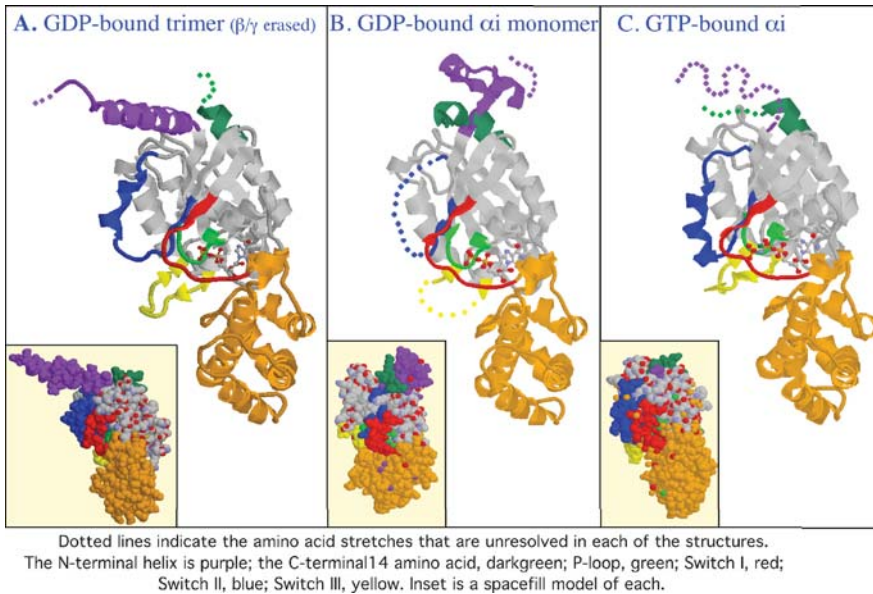 A. GDP-bound trimer (β/γ erased)
B. GDP-bound αi monomer
C. GTP-bound αi
Dotted lines indicate the amino acid stretches that are unresolved in each of the structures.
The N-terminal helix is purple; the C-terminal14 amino acid, darkgreen; P-loop, green; Switch I, red;
Switch II, blue; Switch III, yellow. Inset is a spacefill model of each.